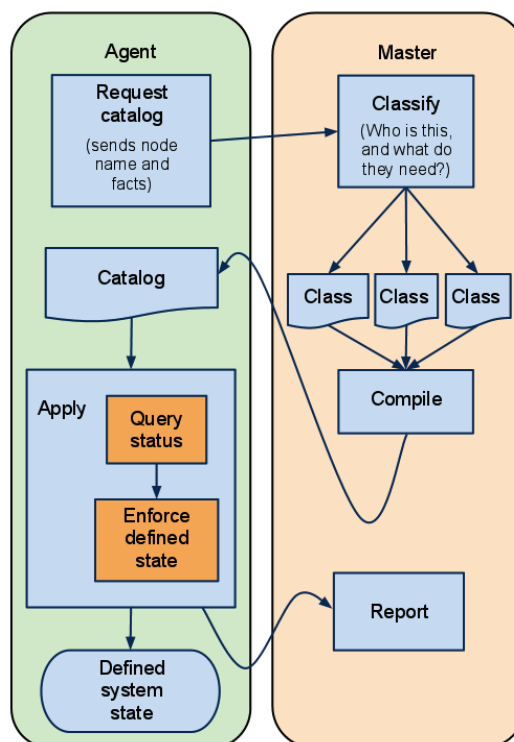 Agent
Request
catalog
(sends node
name and
facts)
Master
Classify
(Who is this,
and what do
they need?)
Catalog
Class
Class
Class
Apply
Query
status
Enforce
defined
state
Compile
Report
Defined
system
state